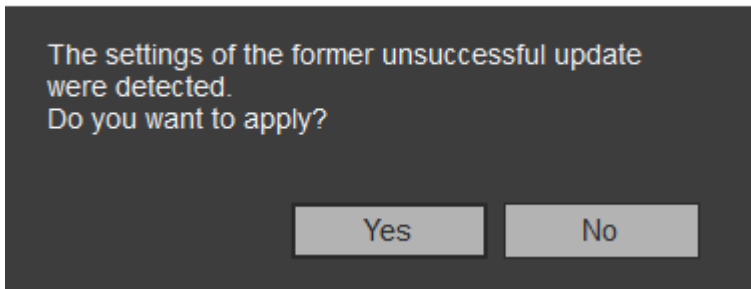 The settings of the former unsuccessful update
were detected.
Do you want to apply?
Yes
No